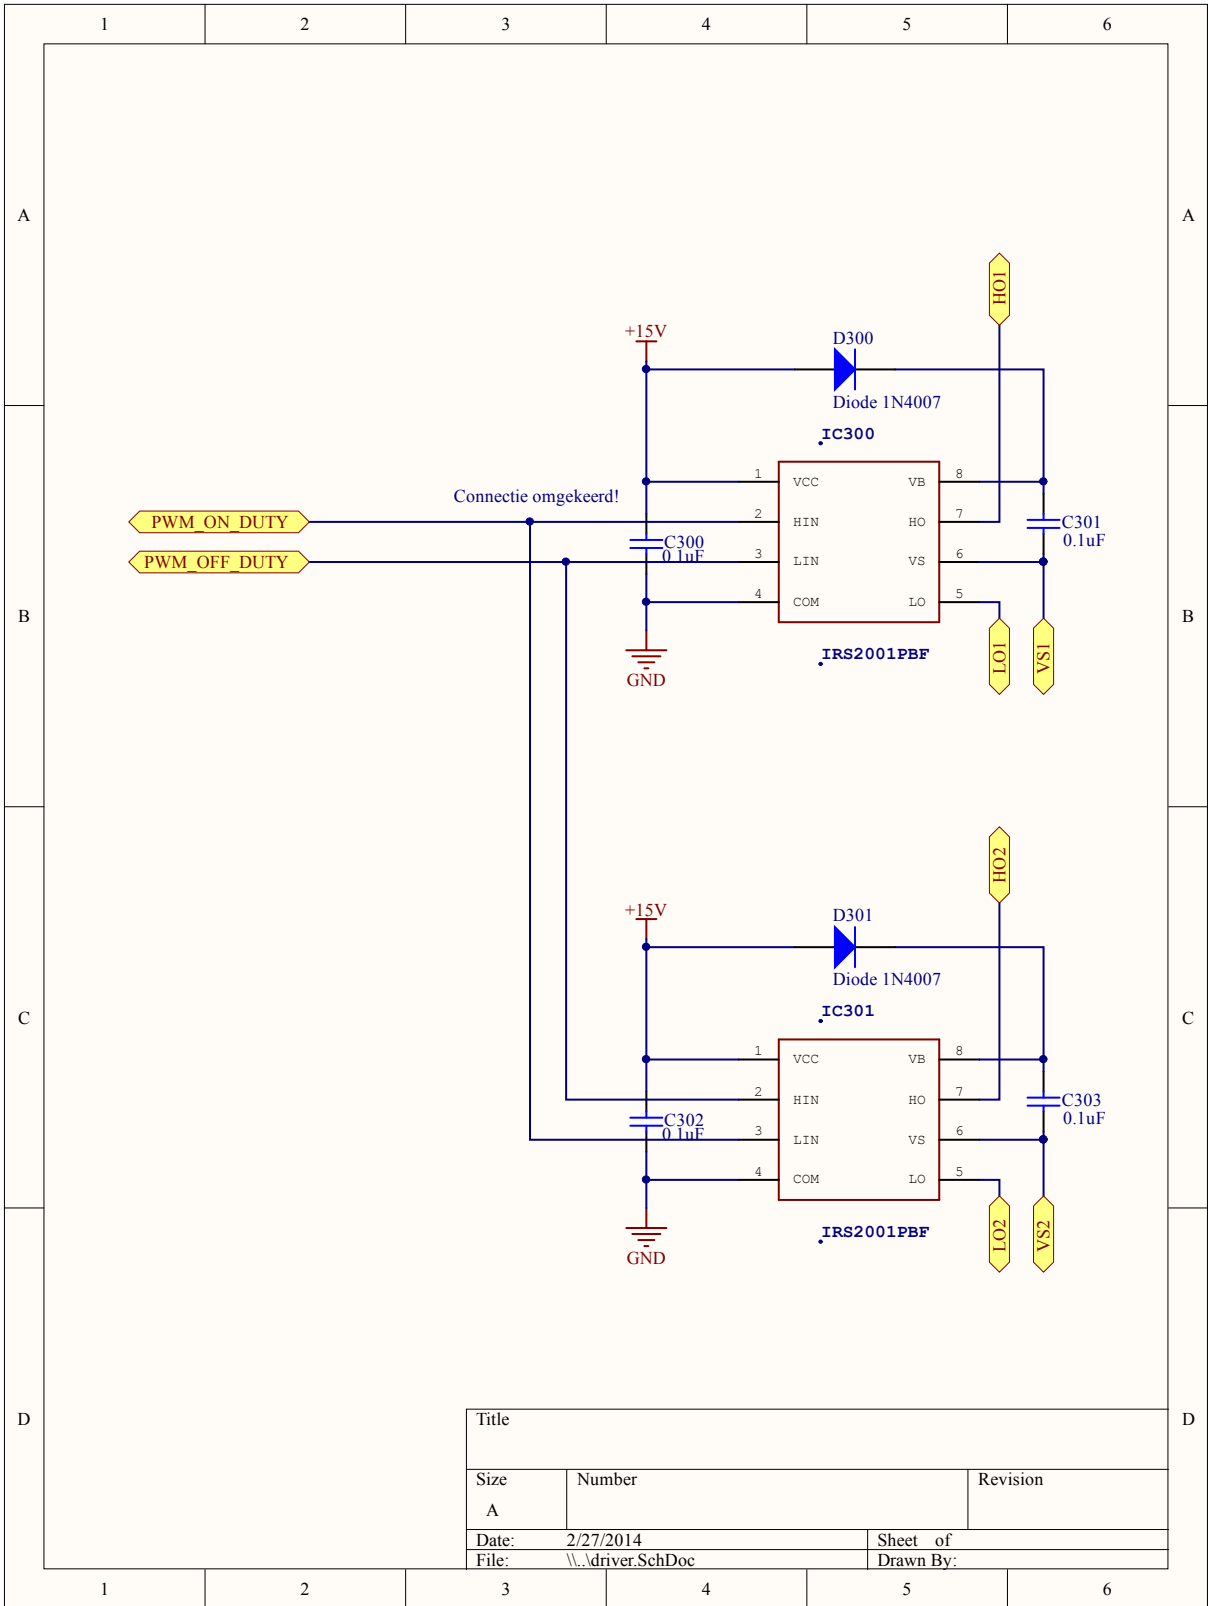 1 2 3 4 5 6
A A
HO1
+15V
D300
Diode 1N4007
IC300
Connectie omgekeerd!
1 VCC VB 8
PWM_ON_DUTY
2 HIN HO 7
C301
0.1uF
C300
0.1uF
PWM_OFF_DUTY
3 LIN VS 6
4 COM LO 5
B B
LO1
VS1
IRS2001PBF
GND
HO2
+15V
D301
Diode 1N4007
IC301
C C
1 VCC VB 8
2 HIN HO 7
C303
0.1uF
C302
0.1uF
3 LIN VS 6
4 COM LO 5
LO2
VS2
IRS2001PBF
GND
D D
Title
Size Number Revision
A
Date: 2/27/2014 Sheet of
File: \\..\driver.SchDoc Drawn By:
1 2 3 4 5 6